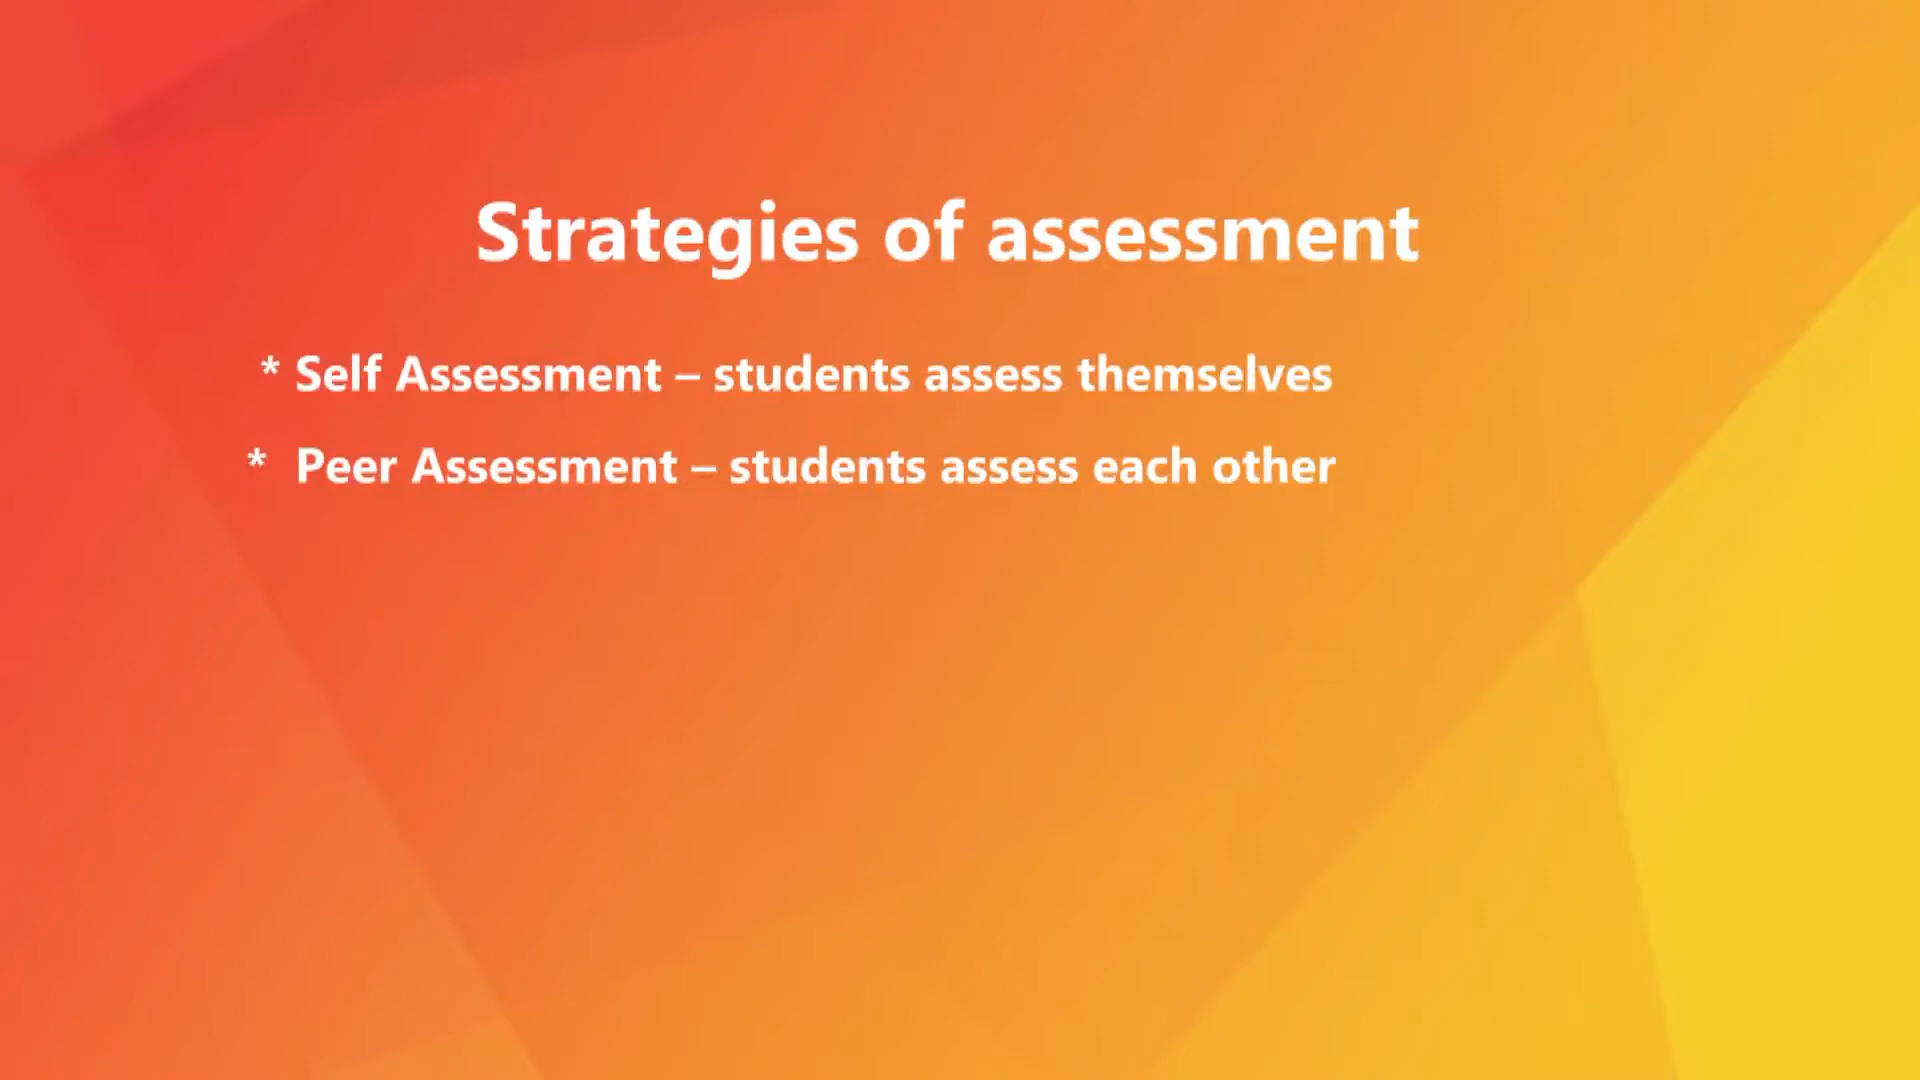 Strategies of assessment
* Self Assessment – students assess themselves
* Peer Assessment – students assess each other